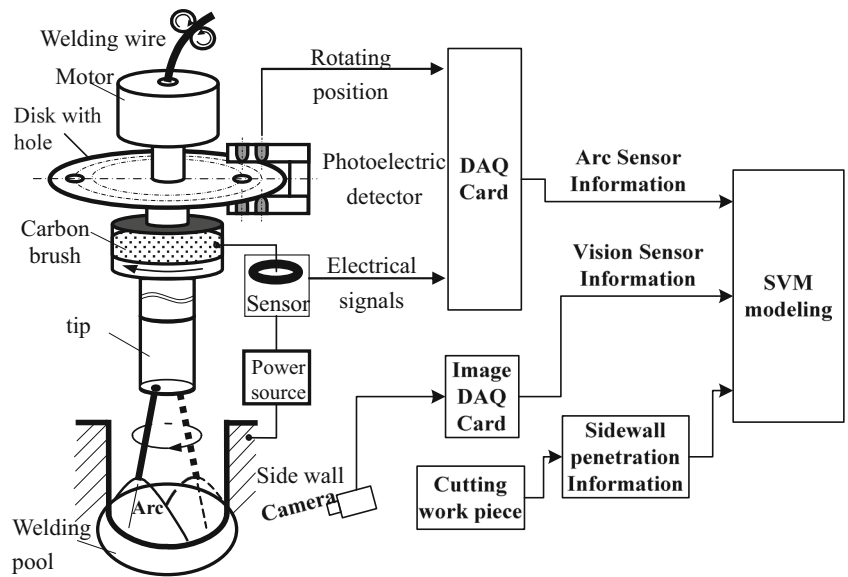 Welding wire
Motor
Disk with
hole
Carbon
brush
tip
Welding
pool
Arc
Rotating
position
Photoelectric
detector
Sensor
Electrical
signals
Power
source
Side wall
Camera
DAQ
Card
Image
DAQ
Card
Cutting
work piece
Sidewall
penetration
Information
Arc Sensor
Information
Vision Sensor
Information
SVM
modeling